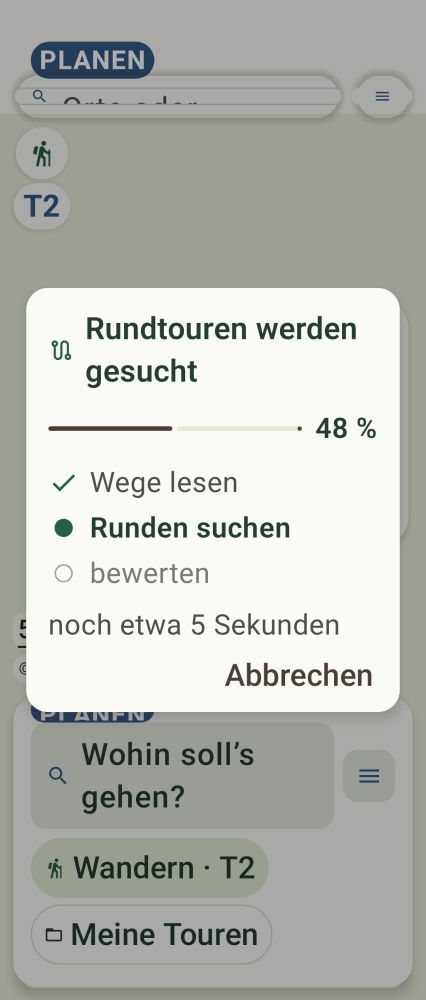 PLANEN
T2
Rundtouren werden
gesucht
48 %
Wege lesen
Runden suchen
bewerten
noch etwa 5 Sekunden
Abbrechen
Wohin soll’s
gehen?
Wandern · T2
Meine Touren